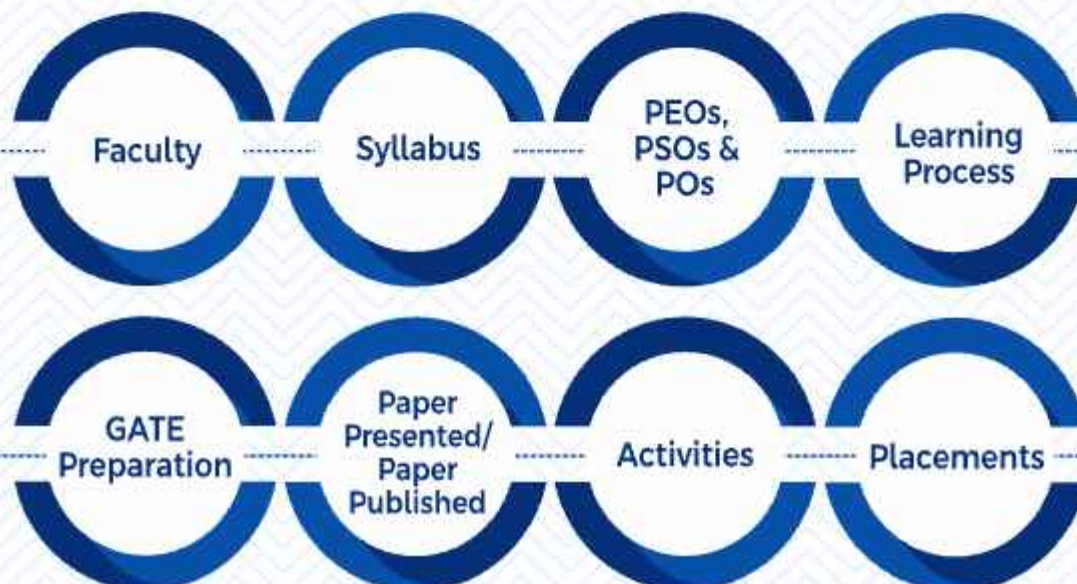 Faculty
Syllabus
PEOs,
PSOs &
POs
Learning
Process
GATE
Preparation
Paper
Presented/
Paper
Published
Activities
Placements